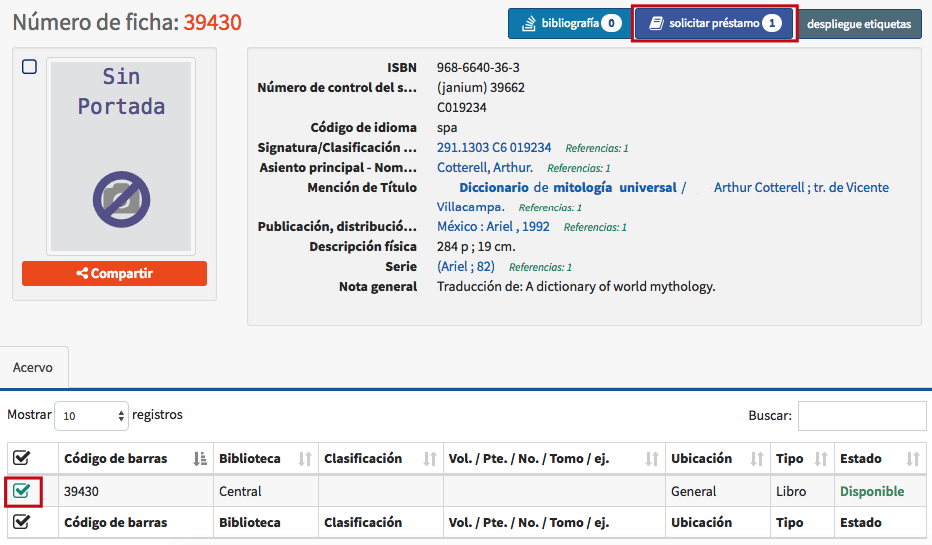 Número de ficha: 39430
bibliografía 0
solicitar préstamo 1
despliegue etiquetas
Sin
Portada
Compartir
ISBN 968-6640-36-3
Número de control del s... (janium) 39662
C019234
Código de idioma spa
Signatura/Clasificación ... 291.1303 C6 019234 Referencias: 1
Asiento principal - Nom... Cotterell, Arthur. Referencias: 1
Mención de Título Diccionario de mitología universal / Arthur Cotterell ; tr. de Vicente
Villacampa. Referencias: 1
Publicación, distribució... México : Ariel , 1992 Referencias: 1
Descripción física 284 p ; 19 cm.
Serie (Ariel ; 82) Referencias: 1
Nota general Traducción de: A dictionary of world mythology.
Acervo
Mostrar 10 registros Buscar:
Código de barras Biblioteca Clasificación Vol. / Pte. / No. / Tomo / ej. Ubicación Tipo Estado
39430 Central General Libro Disponible
Código de barras Biblioteca Clasificación Vol. / Pte. / No. / Tomo / ej. Ubicación Tipo Estado